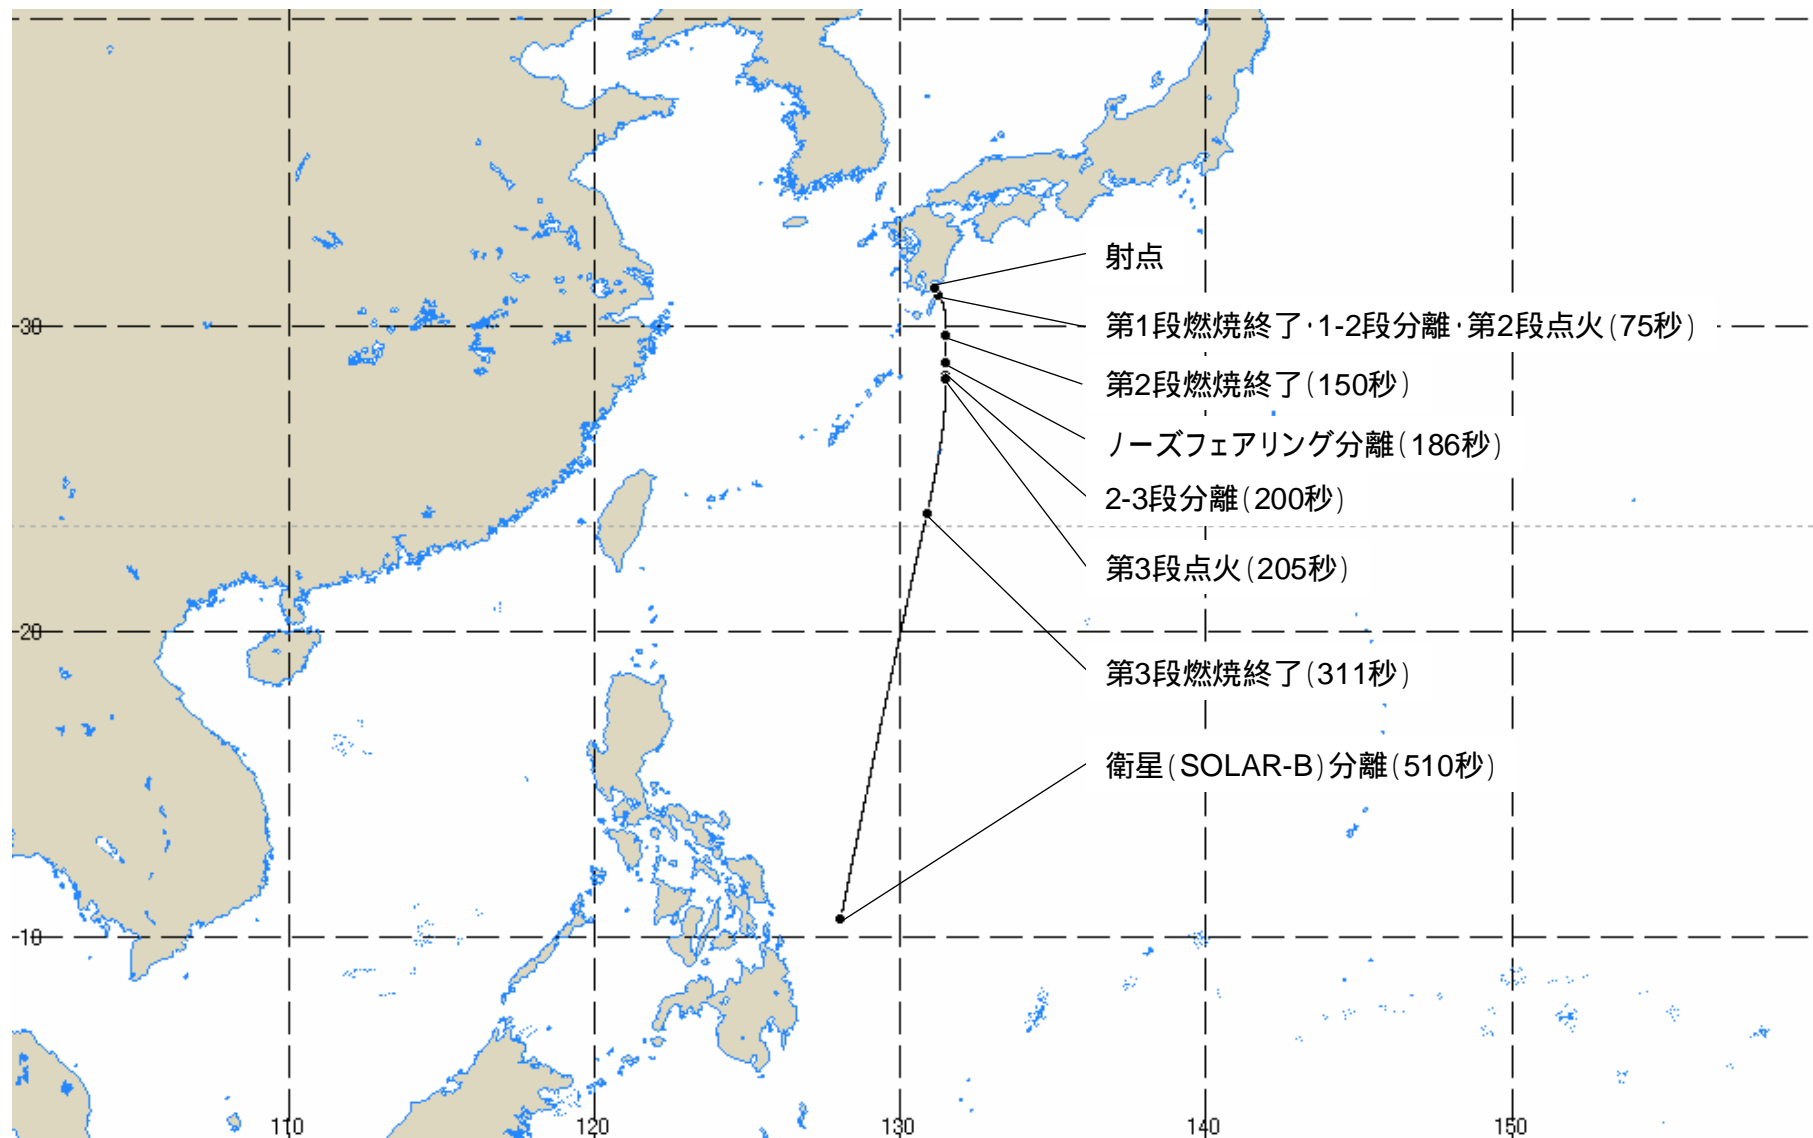 射点
30
第1段燃焼終了・1-2段分離・第2段点火(75秒)
第2段燃焼終了(150秒)
ノーズフェアリング分離(186秒)
2-3段分離(200秒)
第3段点火(205秒)
20
第3段燃焼終了(311秒)
衛星(SOLAR-B)分離(510秒)
10
110 120 130 140 150